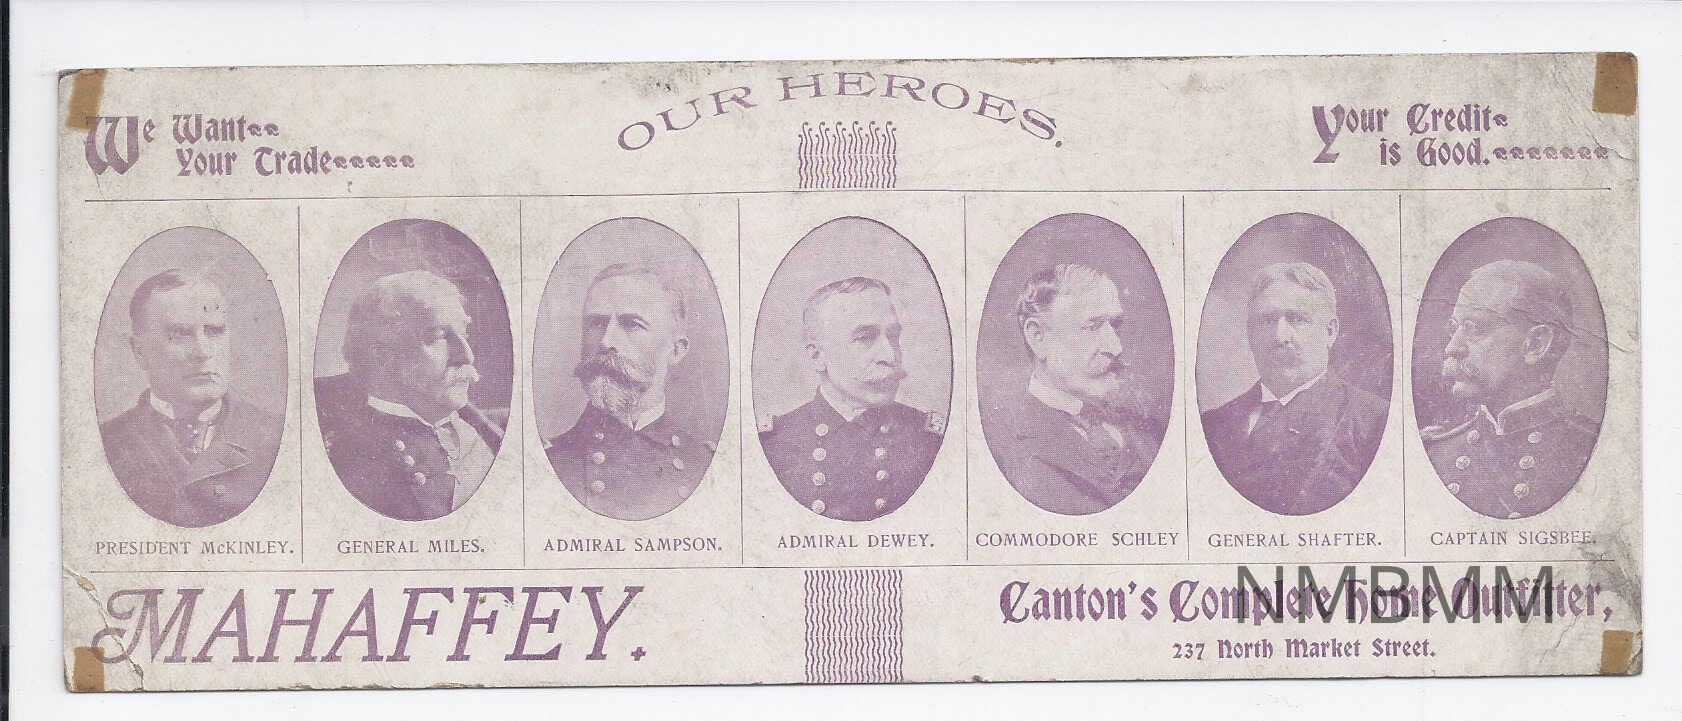 OUR HEROES.
We Want
Your Trade
Your Credit
is Good.
PRESIDENT McKINLEY.
GENERAL MILES.
ADMIRAL SAMPSON.
ADMIRAL DEWEY.
COMMODORE SCHLEY
GENERAL SHAFTER.
CAPTAIN SIGSBEE.
MAHAFFEY.
Canton's Complete Home Outfitter,
237 North Market Street.
NMBMM